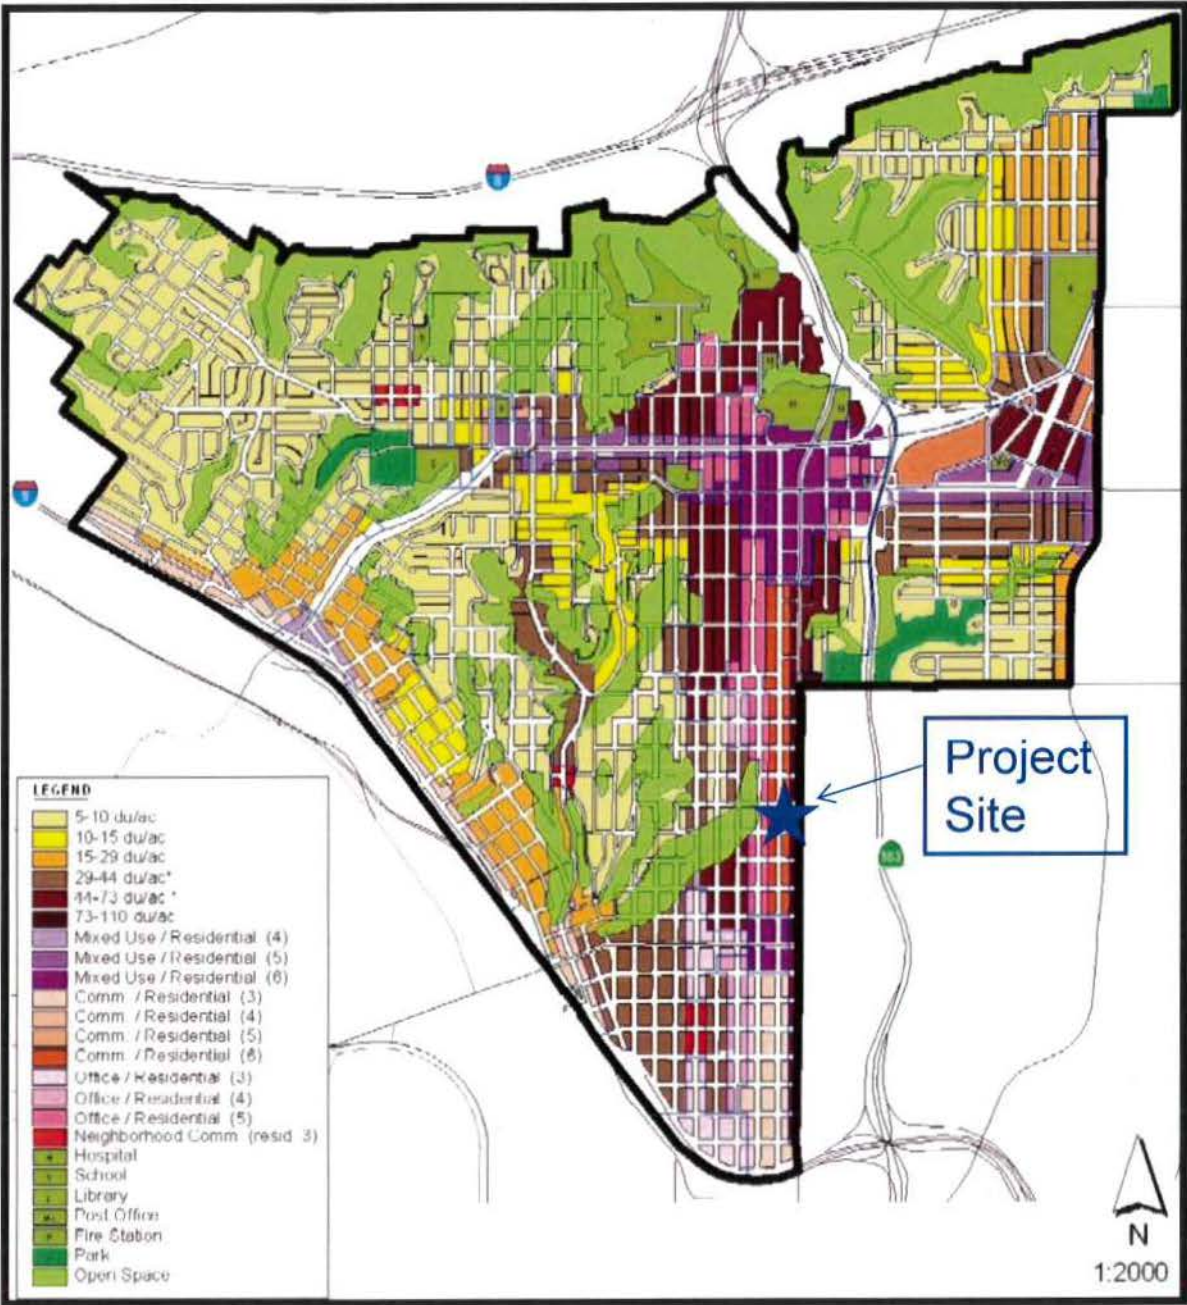 8
8
Project
Site
163
LEGEND
5-10 du/ac
10-15 du/ac
15-29 du/ac
29-44 du/ac*
44-73 du/ac *
73-110 du/ac
Mixed Use / Residential (4)
Mixed Use / Residential (5)
Mixed Use / Residential (6)
Comm. / Residential (3)
Comm. / Residential (4)
Comm. / Residential (5)
Comm. / Residential (6)
Office / Residential (3)
Office / Residential (4)
Office / Residential (5)
Neighborhood Comm. (resid 3)
Hospital
School
Library
Post Office
Fire Station
Park
Open Space
N
1:2000